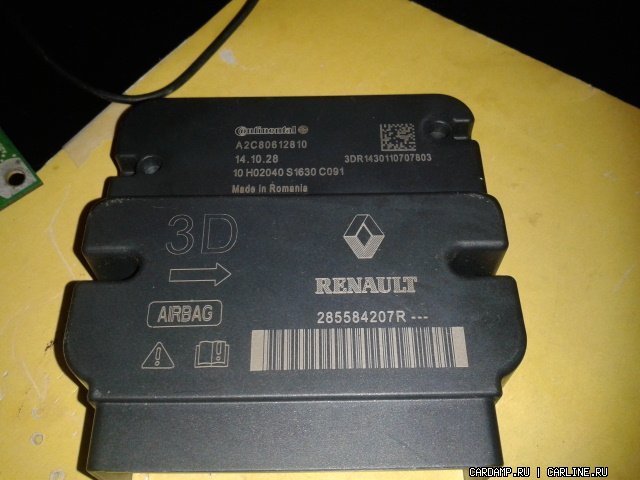 Continental
A2C80612810
14.10.28
3DR1430110707803
10 H02040 S1630 C091
Made in Romania
3D
RENAULT
AIRBAG
285584207R ---
CARDAMP.RU | CARLINE.RU